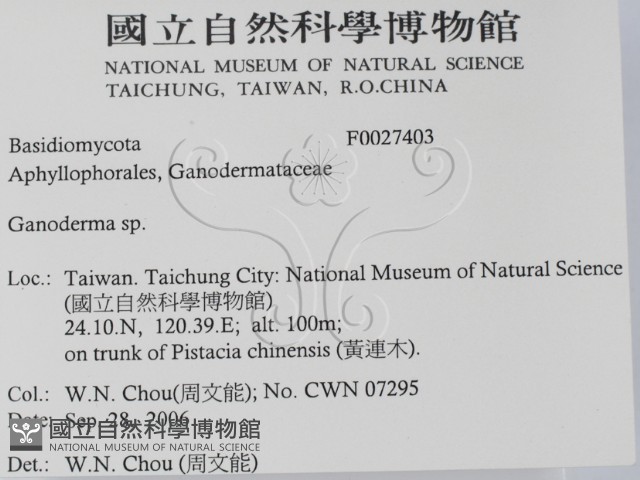 國立自然科學博物館
NATIONAL MUSEUM OF NATURAL SCIENCE
TAICHUNG, TAIWAN, R.O.CHINA
Basidiomycota F0027403
Aphyllophorales, Ganodermataceae
Ganoderma sp.
Loc.: Taiwan. Taichung City: National Museum of Natural Science
(國立自然科學博物館)
24.10.N, 120.39.E; alt. 100m;
on trunk of Pistacia chinensis (黃連木).
Col.: W.N. Chou(周文能); No. CWN 07295
Date: Sep. 28, 2006
國立自然科學博物館
NATIONAL MUSEUM OF NATURAL SCIENCE
Det.: W.N. Chou (周文能)